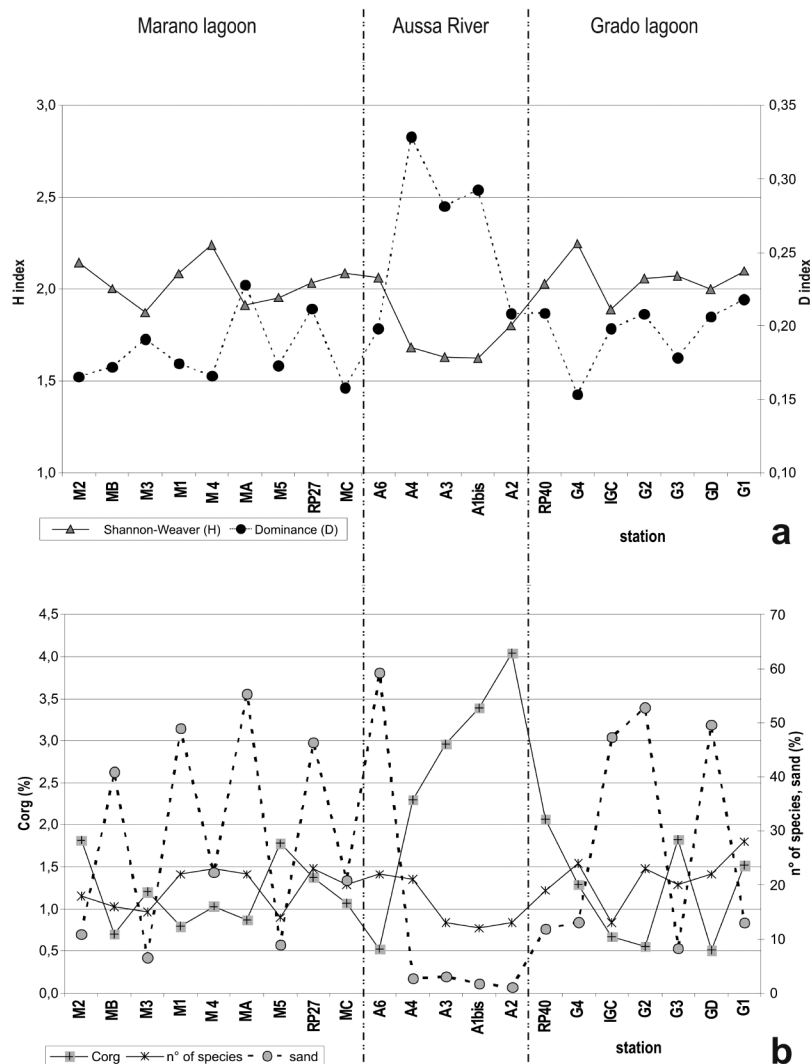 Marano lagoon Aussa River Grado lagoon
3,0 0,35
2,5 0,30
0,25
2,0 0,20
1,5 0,15
1,0 0,10
H index
D index
M2 MB M3 M1 M 4 MA M5 RP27 MC A6 A4 A3 A1bis A2 RP40 G4 IGC G2 G3 GD G1
Shannon-Weaver (H) Dominance (D)
station
a
4,5 70
4,0 60
3,5 50
3,0
2,5 40
2,0 30
1,5 20
1,0
0,5 10
0,0 0
Corg (%)
n° of species, sand (%)
M2 MB M3 M1 M 4 MA M5 RP27 MC A6 A4 A3 A1bis A2 RP40 G4 IGC G2 G3 GD G1
Corg n° of species sand
station
b